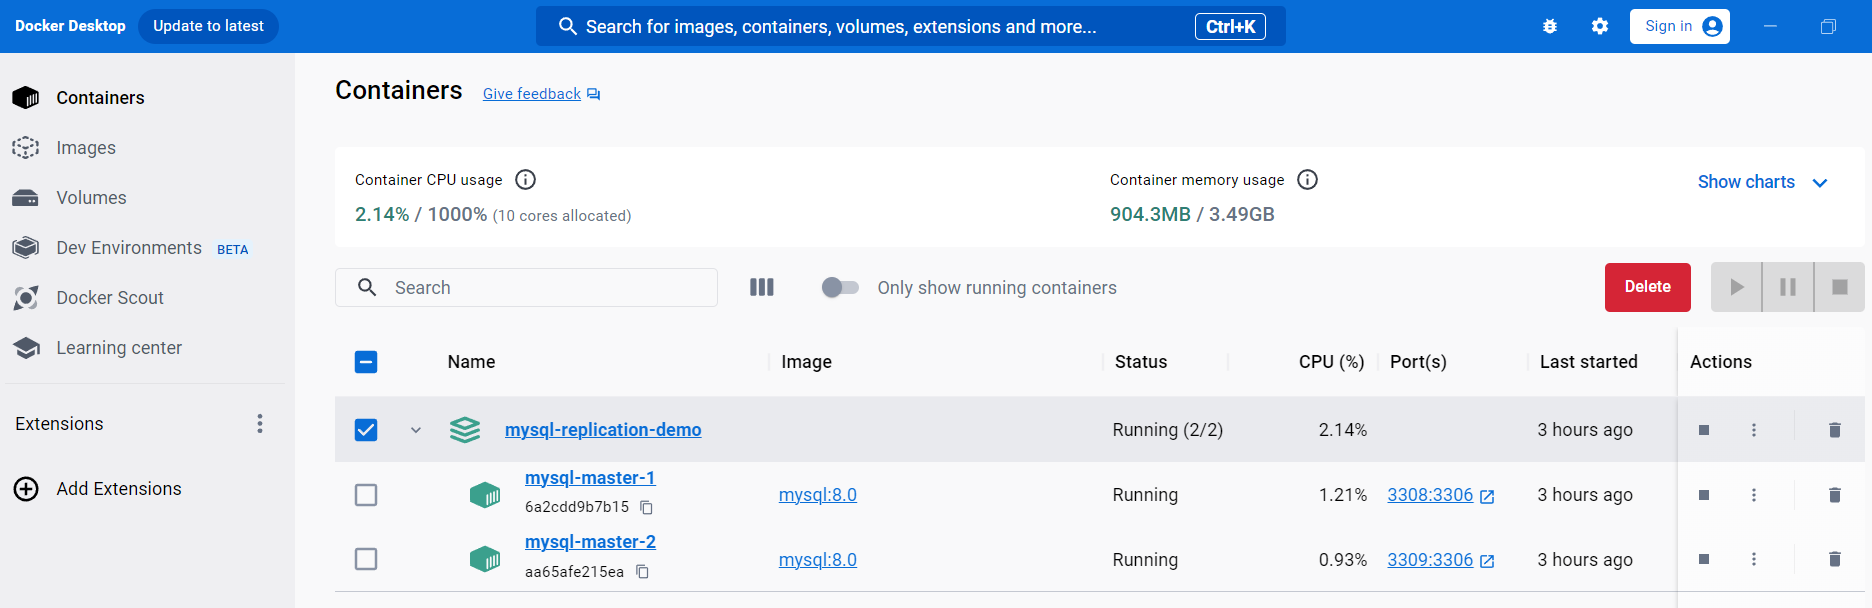 Docker Desktop Update to latest Search for images, containers, volumes, extensions and more... Ctrl+K Sign in
Containers
Images
Volumes
Dev Environments BETA
Docker Scout
Learning center
Extensions
Add Extensions
Containers Give feedback
Container CPU usage
2.14% / 1000% (10 cores allocated)
Container memory usage
904.3MB / 3.49GB
Show charts
Search Only show running containers Delete
Name Image Status CPU (%) Port(s) Last started Actions
mysql-replication-demo Running (2/2) 2.14% 3 hours ago
mysql-master-1
6a2cdd9b7b15
mysql:8.0 Running 1.21% 3308:3306 3 hours ago
mysql-master-2
aa65afe215ea
mysql:8.0 Running 0.93% 3309:3306 3 hours ago